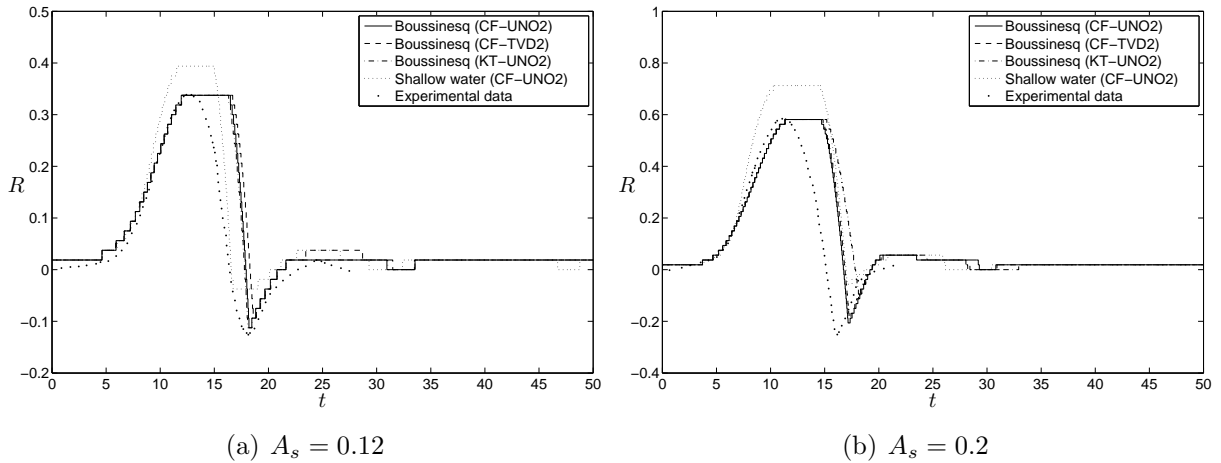 0.5
0.4
0.3
0.2
0.1
0
-0.1
-0.2
R
0 5 10 15 20 25 30 35 40 45 50
t
Boussinesq (CF-UNO2)
Boussinesq (CF-TVD2)
Boussinesq (KT-UNO2)
Shallow water (CF-UNO2)
Experimental data
(a) A_s = 0.12
1
0.8
0.6
0.4
0.2
0
-0.2
-0.4
R
0 5 10 15 20 25 30 35 40 45 50
t
Boussinesq (CF-UNO2)
Boussinesq (CF-TVD2)
Boussinesq (KT-UNO2)
Shallow water (CF-UNO2)
Experimental data
(b) A_s = 0.2